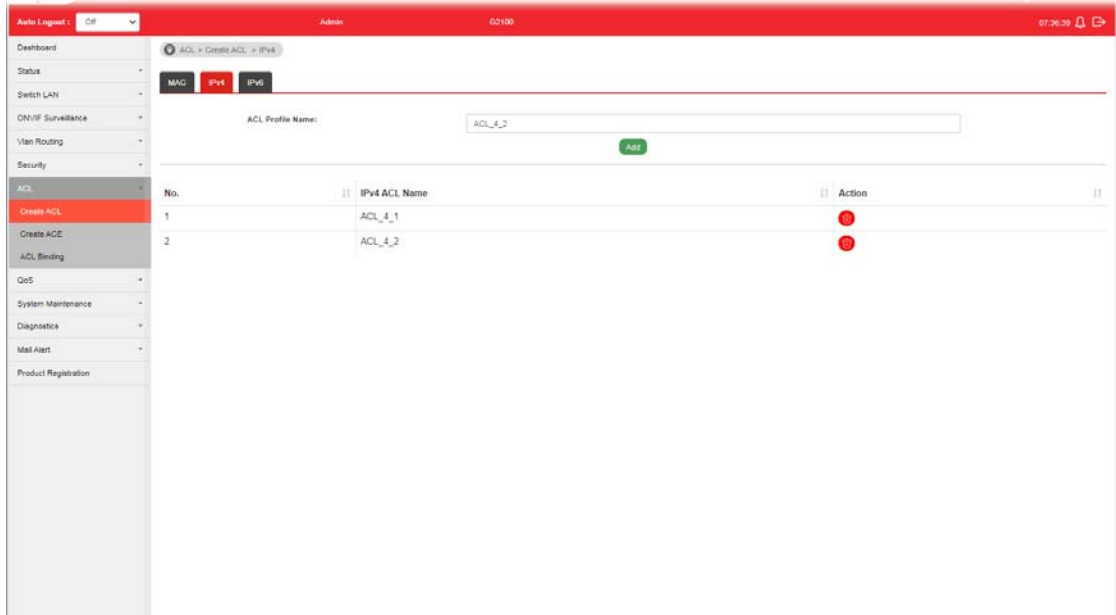 Auto Logout : Off Admin G2100 07:36:39
Dashboard
Status
Switch LAN
ONVIF Surveillance
Vlan Routing
Security
ACL
Create ACL
Create ACE
ACL Binding
QoS
System Maintenance
Diagnostics
Mail Alert
Product Registration
ACL > Create ACL > IPv4
MAC IPv4 IPv6
ACL Profile Name: ACL_4_2
Add
No. IPv4 ACL Name Action
1 ACL_4_1
2 ACL_4_2